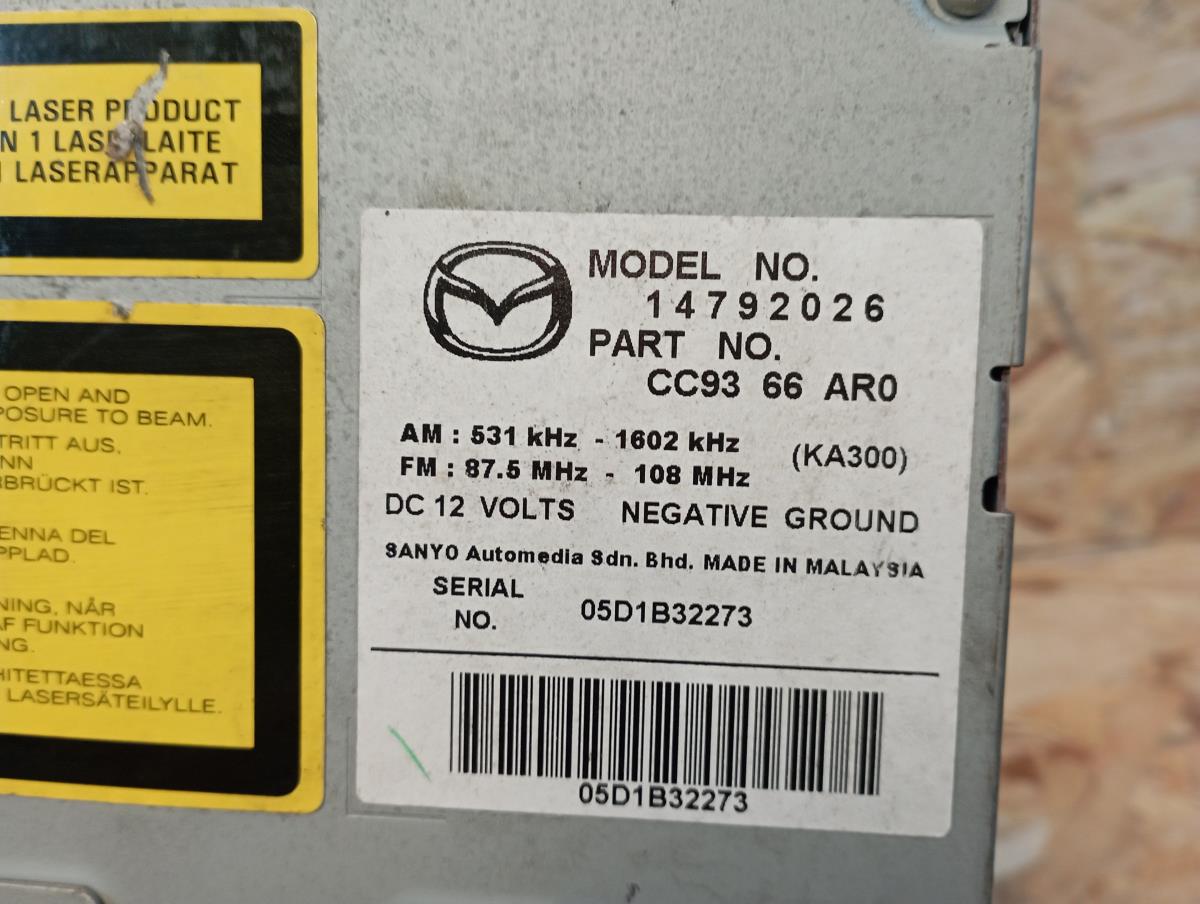 LASER PRODUCT
N 1 LASERLAITE
LASERAPPARAT
OPEN AND
POSURE TO BEAM.
TRITT AUS,
NN
RBRÜCKT IST.
ENNA DEL
PPLAD.
NING, NÅR
AF FUNKTION
NG.
HITETTAESSA
LASERSÄTEILYLLE.
MODEL NO.
14792026
PART NO.
CC93 66 AR0
AM : 531 kHz - 1602 kHz
(KA300)
FM : 87.5 MHz - 108 MHz
DC 12 VOLTS NEGATIVE GROUND
SANYO Automedia Sdn. Bhd. MADE IN MALAYSIA
SERIAL
NO. 05D1B32273
05D1B32273